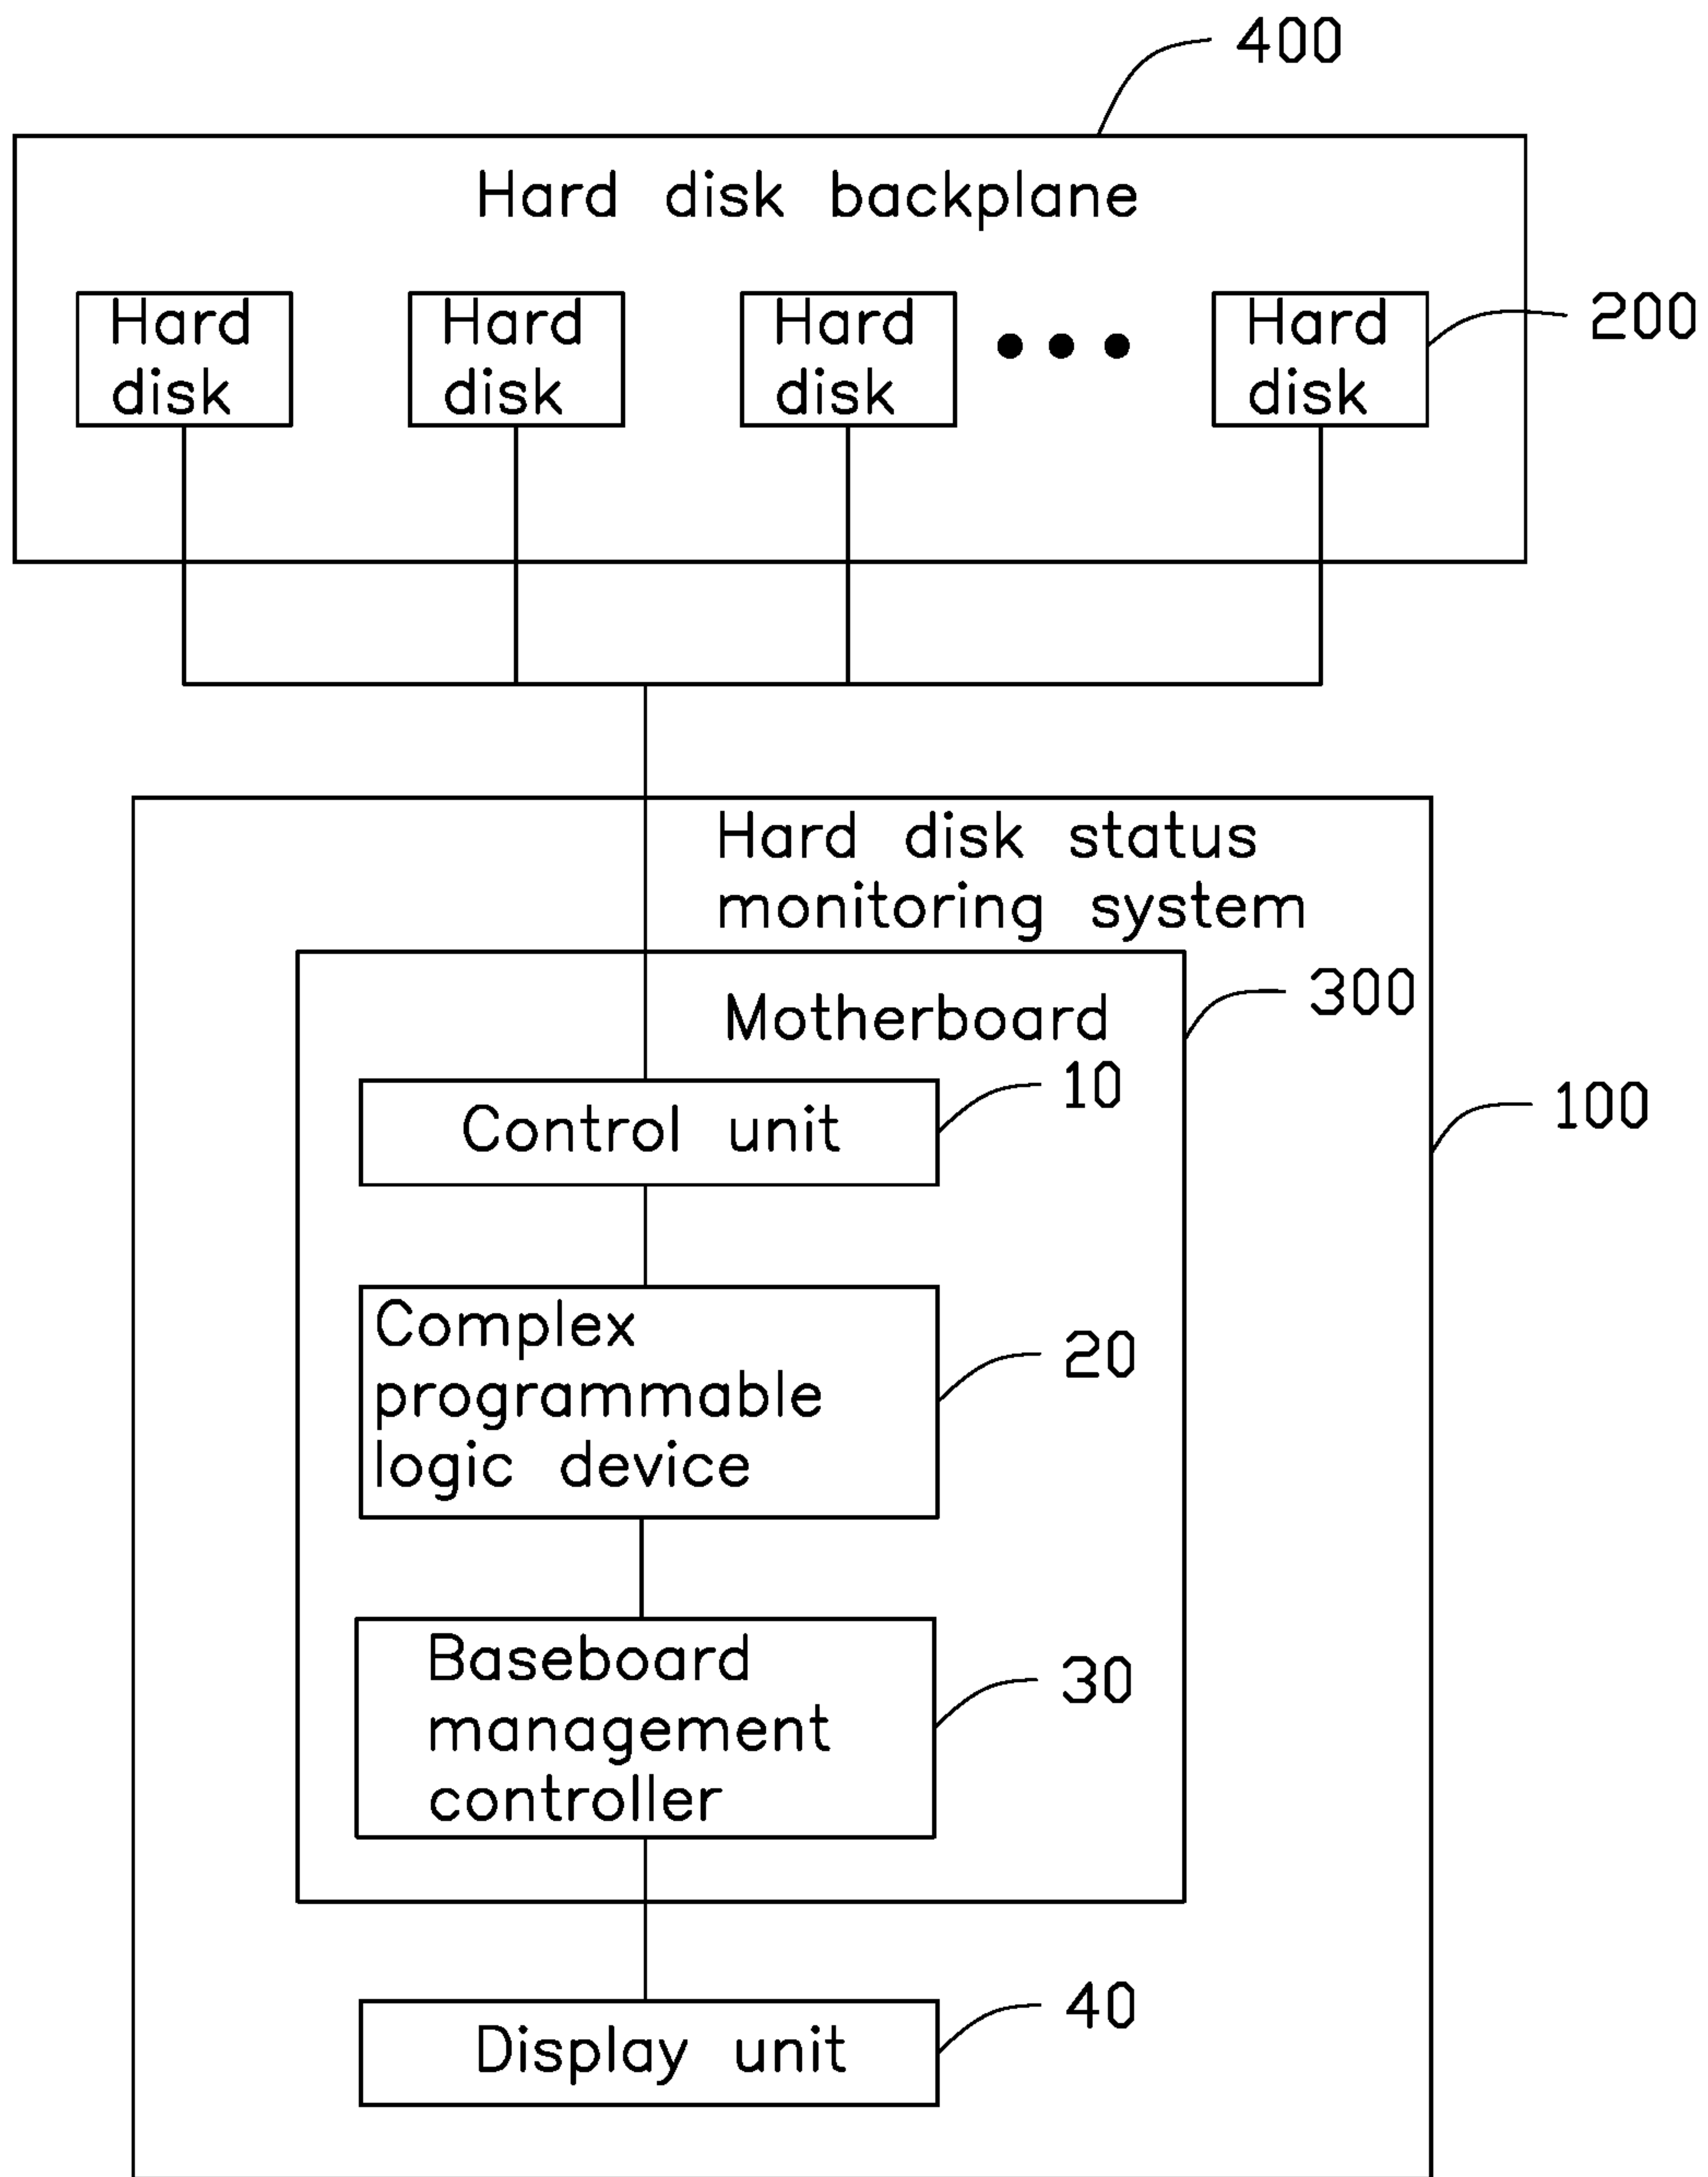 400
Hard disk backplane
Hard Hard Hard Hard
disk disk disk disk
200
Hard disk status
monitoring system
300
Motherboard
10
100
Control unit
Complex
programmable
logic device
20
Baseboard
management
controller
30
40
Display unit